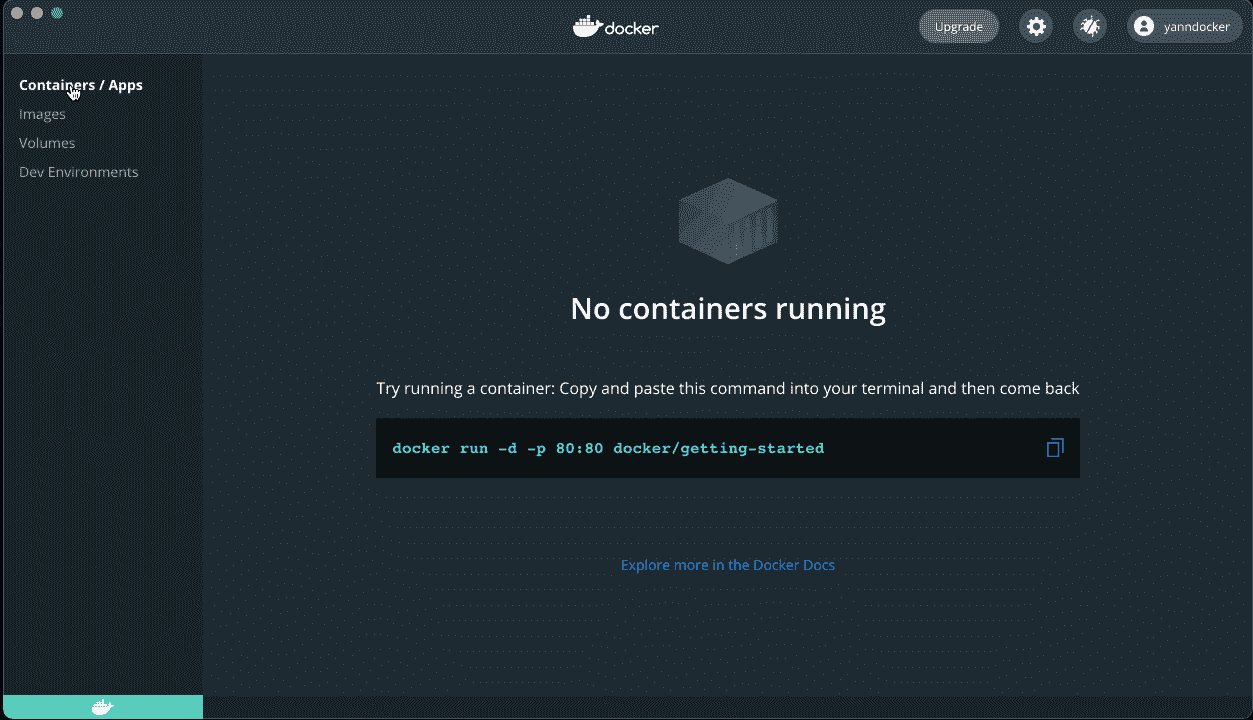 docker
Upgrade
yanndocker
Containers / Apps
Images
Volumes
Dev Environments
No containers running
Try running a container: Copy and paste this command into your terminal and then come back
docker run -d -p 80:80 docker/getting-started
Explore more in the Docker Docs